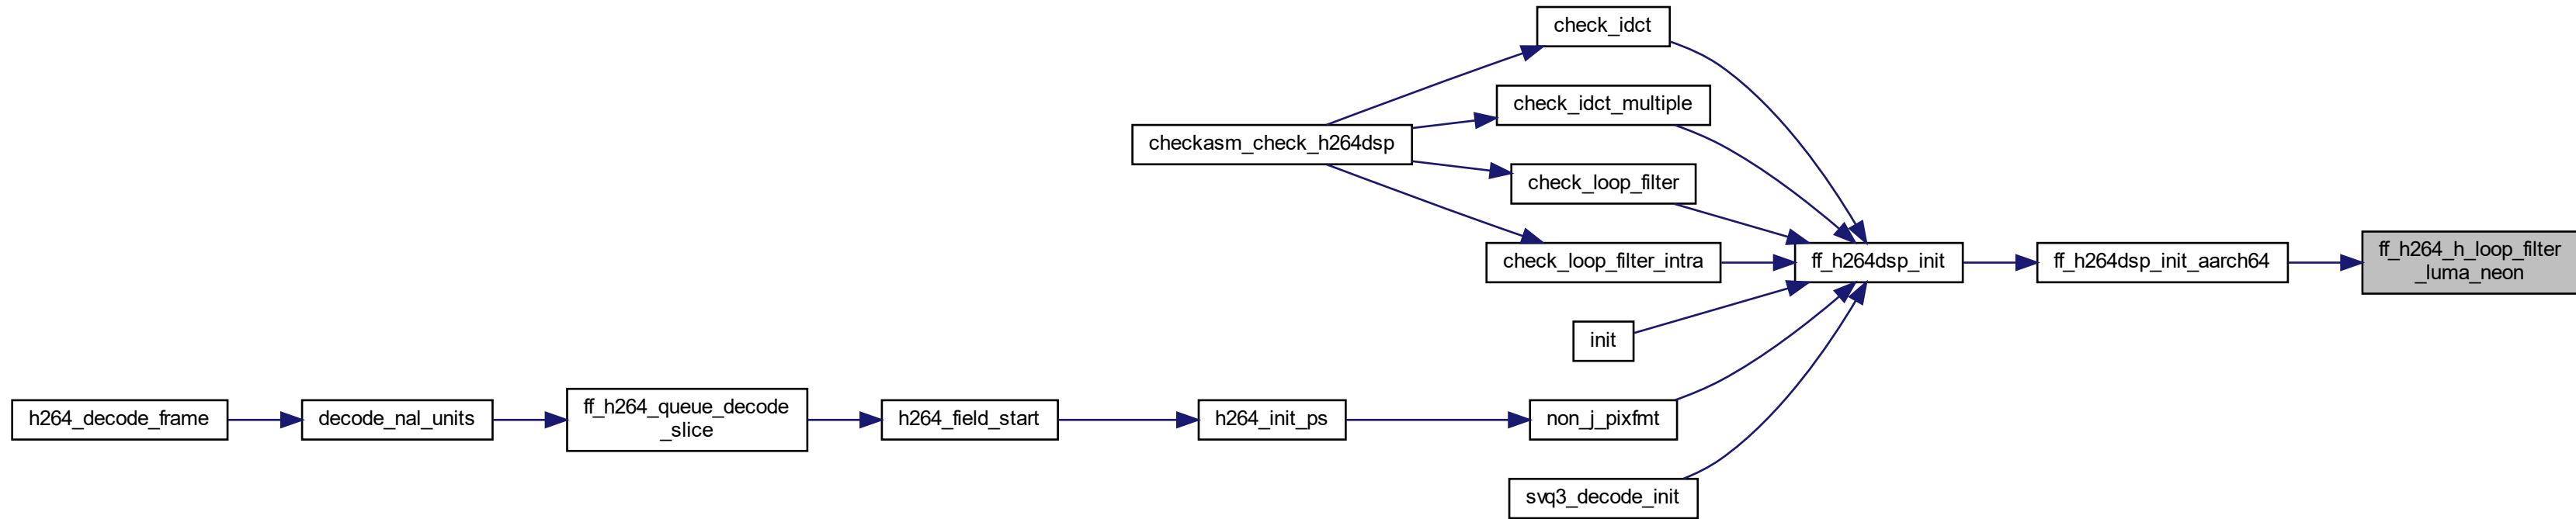 check_idct
check_idct_multiple
checkasm_check_h264dsp
check_loop_filter
check_loop_filter_intra
ff_h264dsp_init
ff_h264dsp_init_aarch64
ff_h264_h_loop_filter
_luma_neon
init
h264_decode_frame
decode_nal_units
ff_h264_queue_decode
_slice
h264_field_start
h264_init_ps
non_j_pixfmt
svq3_decode_init